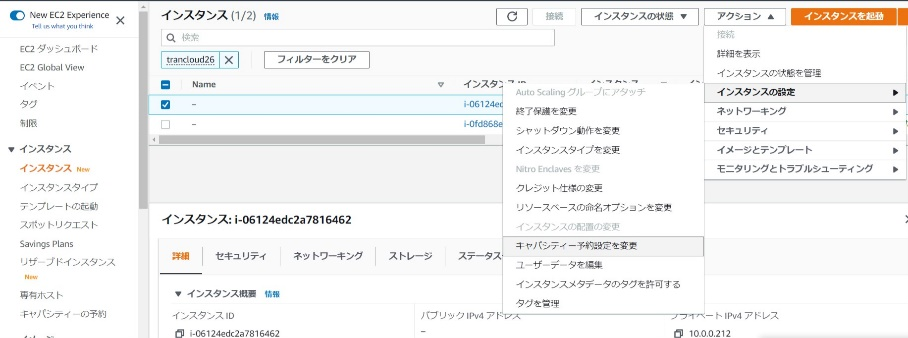 New EC2 Experience
Tell us what you think
EC2 ダッシュボード
EC2 Global View
イベント
タグ
制限
インスタンス
インスタンス New
インスタンスタイプ
テンプレートの起動
スポットリクエスト
Savings Plans
リザーブドインスタンス
New
専有ホスト
キャパシティーの予約
インスタンス (1/2) 情報
接続
インスタンスの状態
アクション
インスタンスを起動
検索
trancloud26
フィルターをクリア
Name
–
i-06124ed
–
i-0fd868e
接続
詳細を表示
インスタンスの状態を管理
インスタンスの設定
ネットワーキング
セキュリティ
イメージとテンプレート
モニタリングとトラブルシューティング
Auto Scaling グループにアタッチ
終了保護を変更
シャットダウン動作を変更
インスタンスタイプを変更
Nitro Enclaves を変更
クレジット仕様の変更
リソースベースの命名オプションを変更
インスタンスの配置の変更
キャパシティー予約設定を変更
ユーザーデータを編集
インスタンスメタデータのタグを許可する
タグを管理
インスタンス: i-06124edc2a7816462
詳細
セキュリティ
ネットワーキング
ストレージ
ステータス
インスタンス概要 情報
インスタンス ID
i-06124edc2a7816462
パブリック IPv4 アドレス
–
プライベート IPv4 アドレス
10.0.0.212